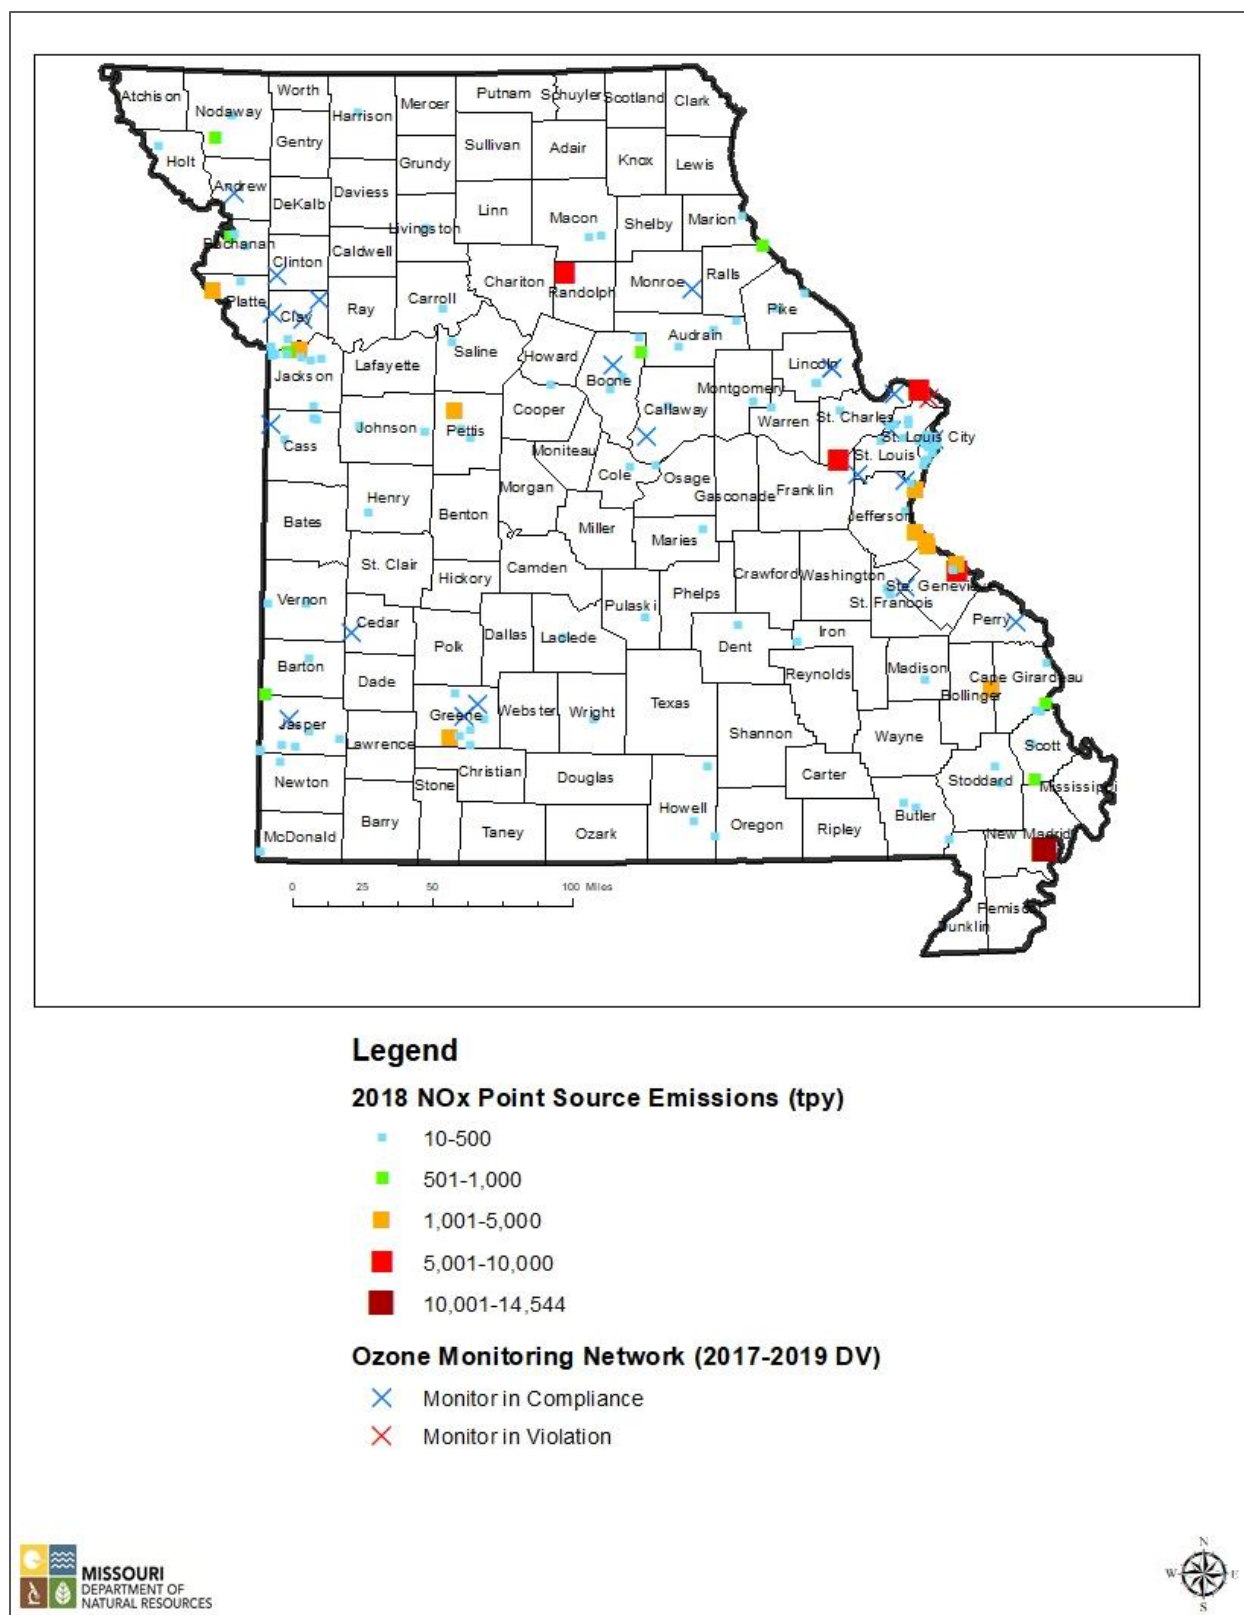 Atchison
Nodaway
Worth
Harrison
Mercer
Putnam
Schuyler
Scotland
Clark
Holt
Gentry
Grundy
Sullivan
Adair
Knox
Lewis
Andrew
DeKalb
Daviess
Livingston
Linn
Macon
Shelby
Marion
Buchanan
Clinton
Caldwell
Chariton
Randolph
Monroe
Ralls
Platte
Clay
Ray
Carroll
Pike
Audrain
Jackson
Lafayette
Saline
Howard
Boone
Callaway
Montgomery
Lincoln
Warren
St. Charles
St. Louis City
St. Louis
Cass
Johnson
Pettis
Cooper
Moniteau
Cole
Osage
Gasconade
Franklin
Jefferson
Bates
Henry
Benton
Morgan
Miller
Maries
St. Clair
Hickory
Camden
Crawford
Washington
Phelps
Pulaski
Ste. Genevieve
St. Francois
Perry
Vernon
Cedar
Polk
Dallas
Laclede
Dent
Iron
Reynolds
Madison
Cape Girardeau
Bollinger
Barton
Dade
Jasper
Lawrence
Greene
Webster
Wright
Texas
Shannon
Wayne
Scott
Stoddard
Mississippi
Newton
Stone
Christian
Douglas
Howell
Carter
Butler
McDonald
Barry
Taney
Ozark
Oregon
Ripley
New Madrid
Pemiscot
Dunklin
0 25 50 100 Miles
Legend
2018 NOx Point Source Emissions (tpy)
10-500
501-1,000
1,001-5,000
5,001-10,000
10,001-14,544
Ozone Monitoring Network (2017-2019 DV)
Monitor in Compliance
Monitor in Violation
MISSOURI
DEPARTMENT OF
NATURAL RESOURCES
N
W E
S